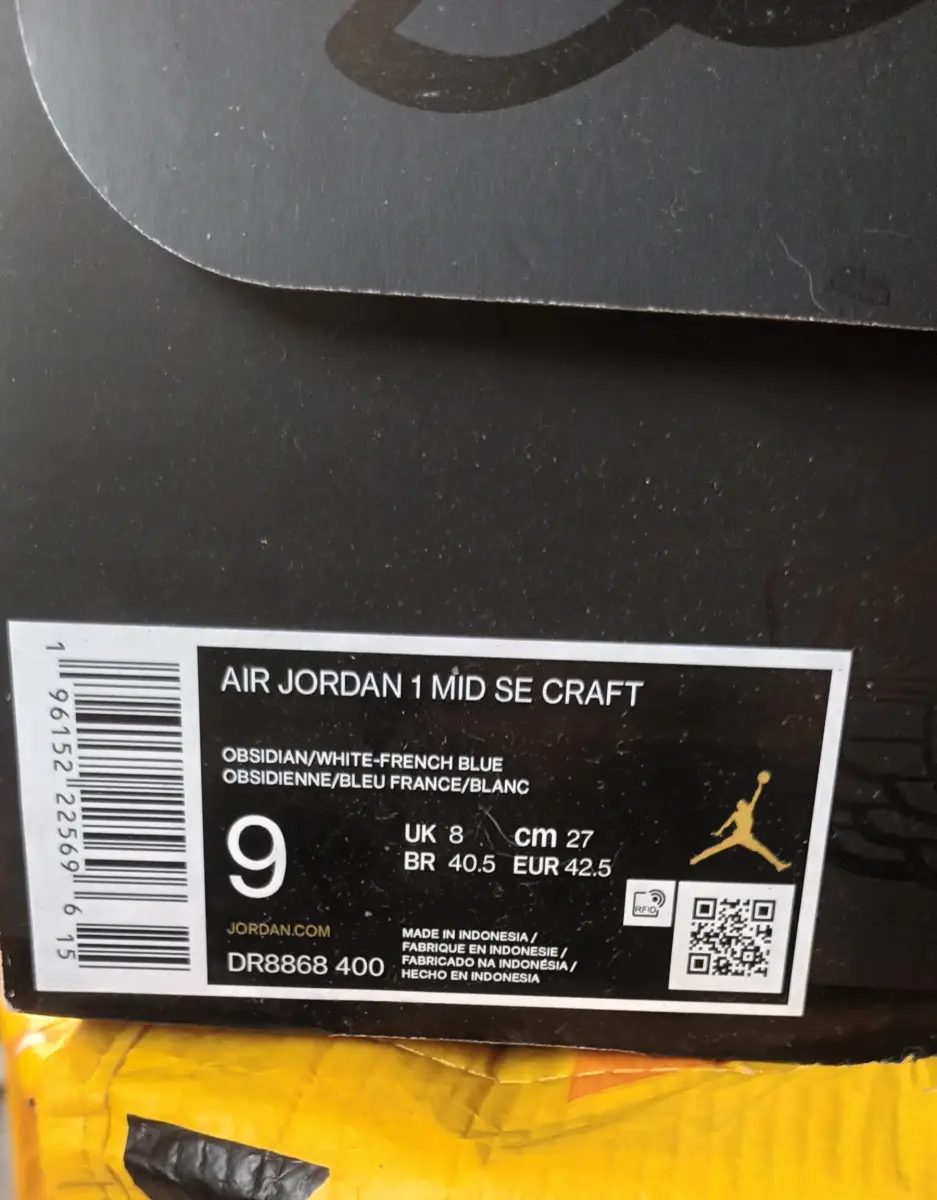 AIR JORDAN 1 MID SE CRAFT
OBSIDIAN/WHITE-FRENCH BLUE
OBSIDIENNE/BLEU FRANCE/BLANC
9
UK 8 cm 27
BR 40.5 EUR 42.5
RFID
JORDAN.COM
DR8868 400
MADE IN INDONESIA /
FABRIQUE EN INDONESIE /
FABRICADO NA INDONÉSIA /
HECHO EN INDONESIA
1 96152 22569 6 15